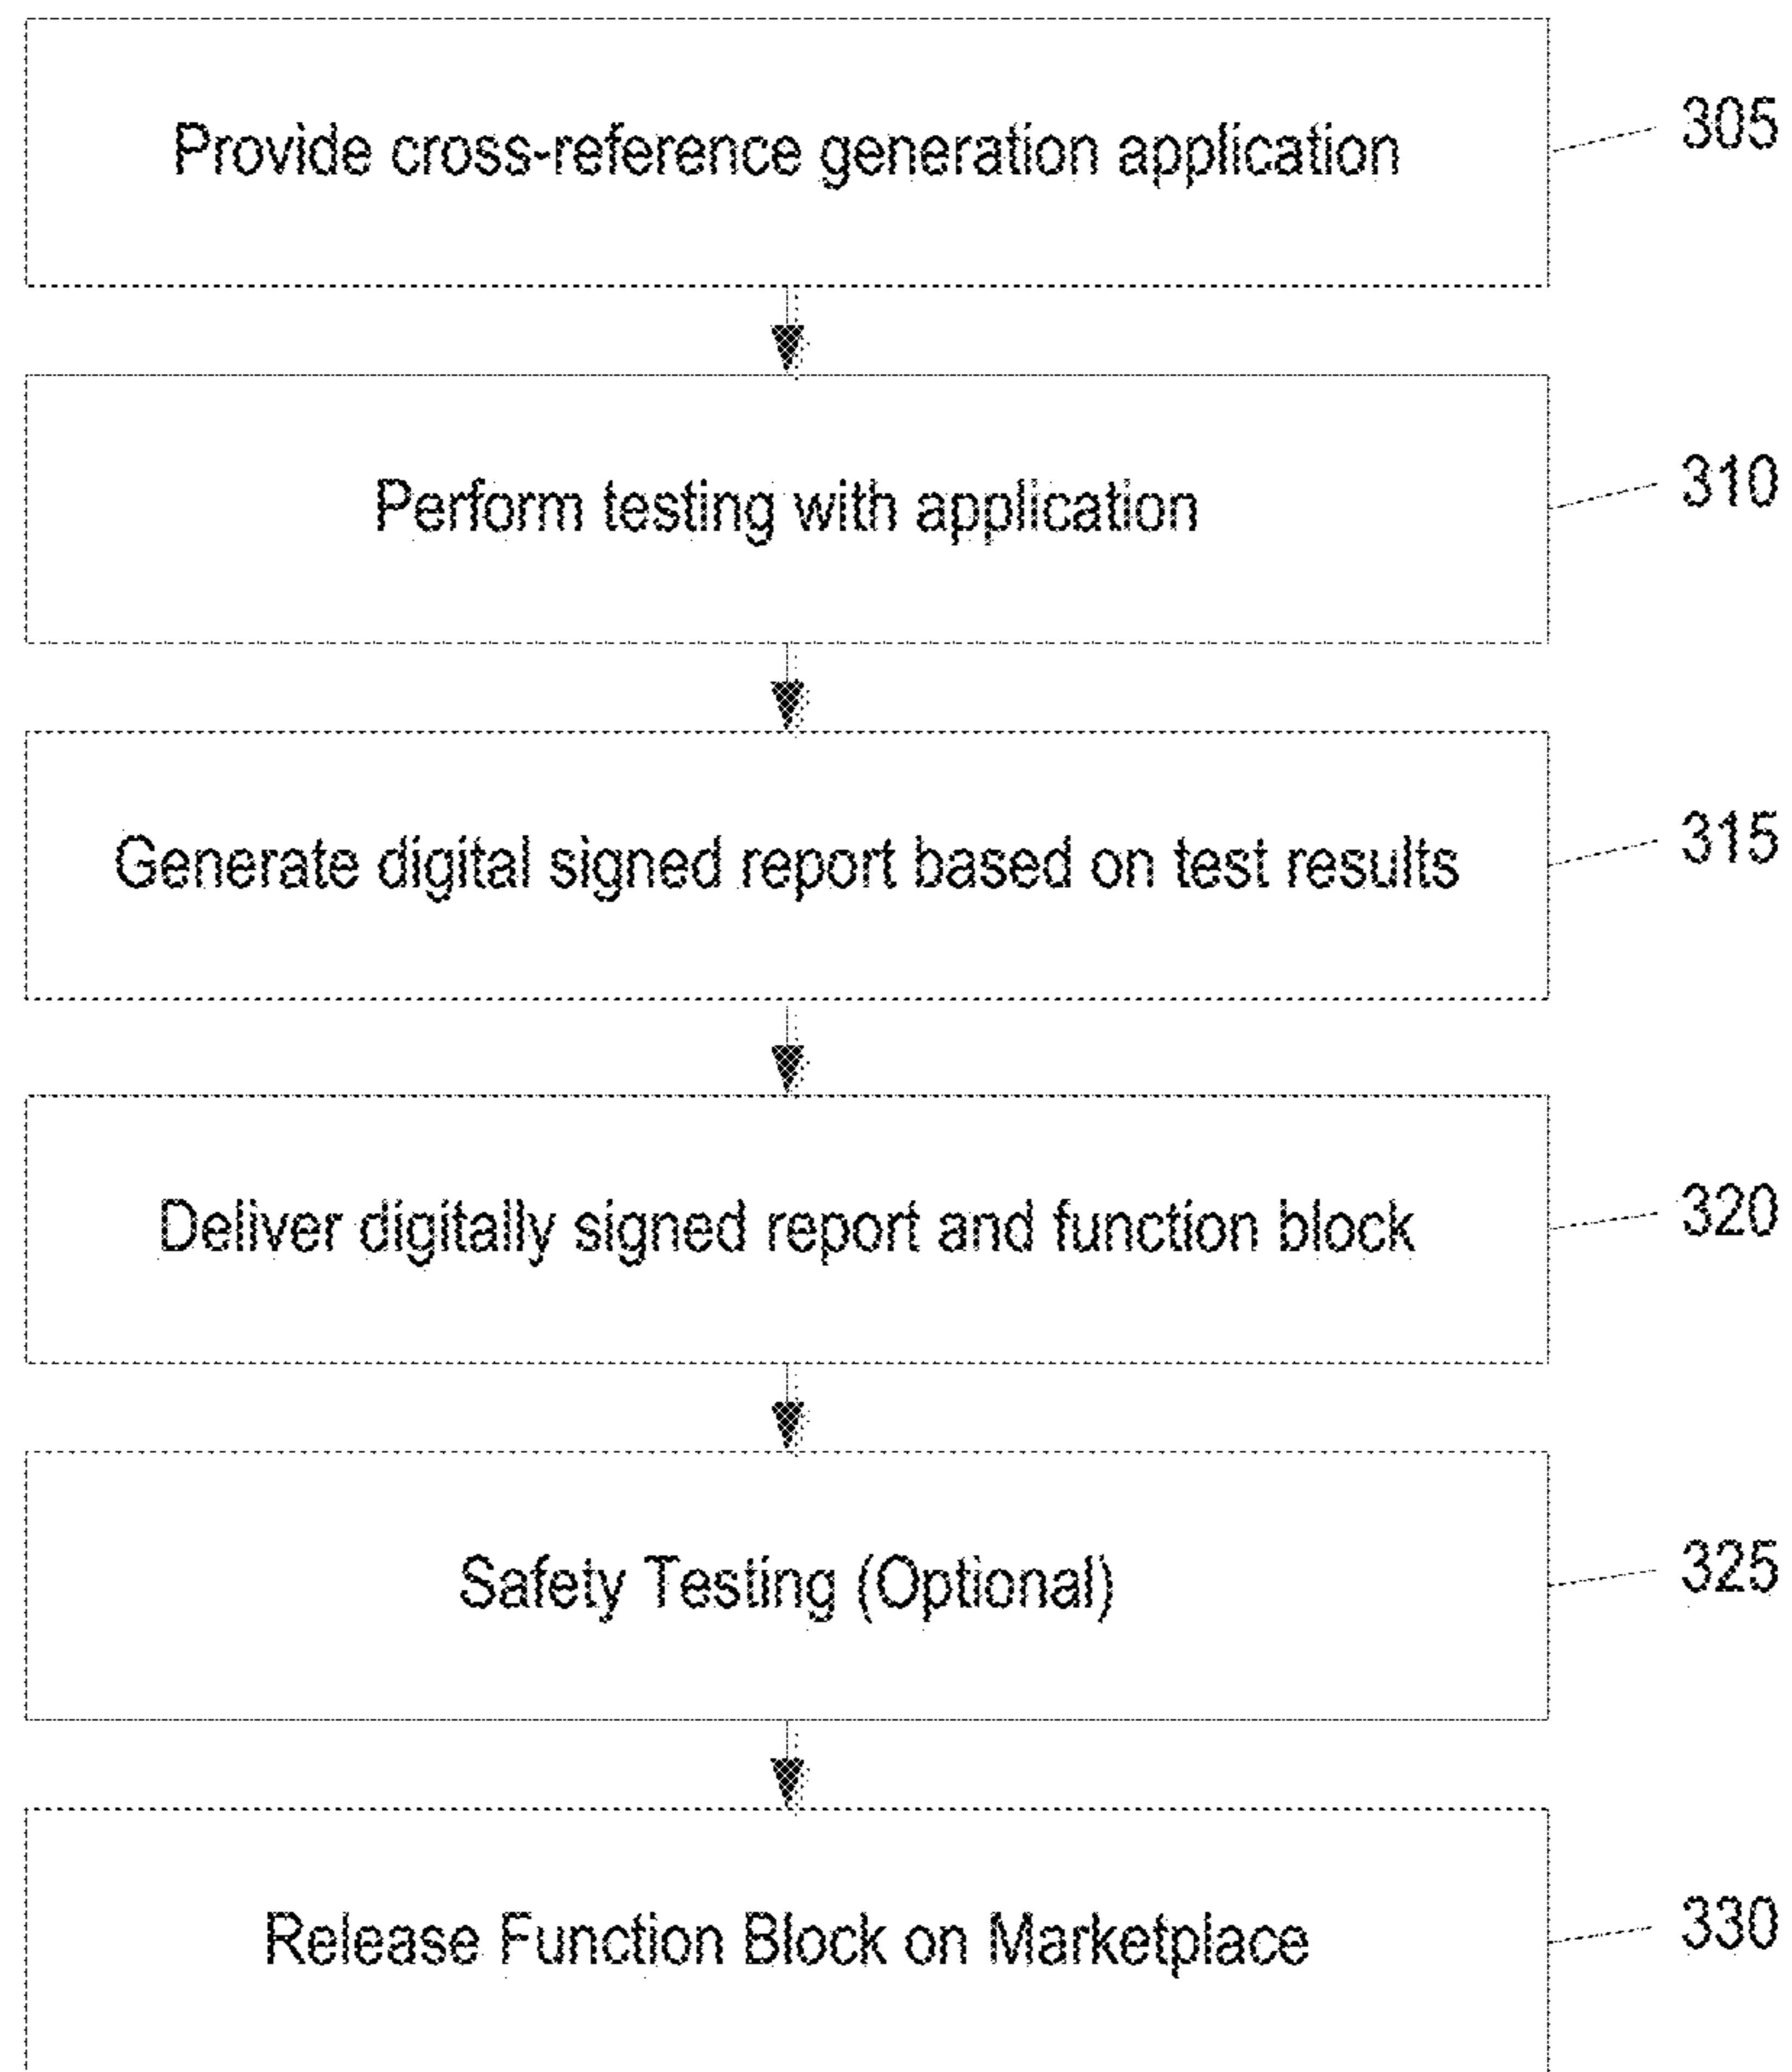 Provide cross-reference generation application
305
Perform testing with application
310
Generate digital signed report based on test results
315
Deliver digitally signed report and function block
320
Safety Testing (Optional)
325
Release Function Block on Marketplace
330